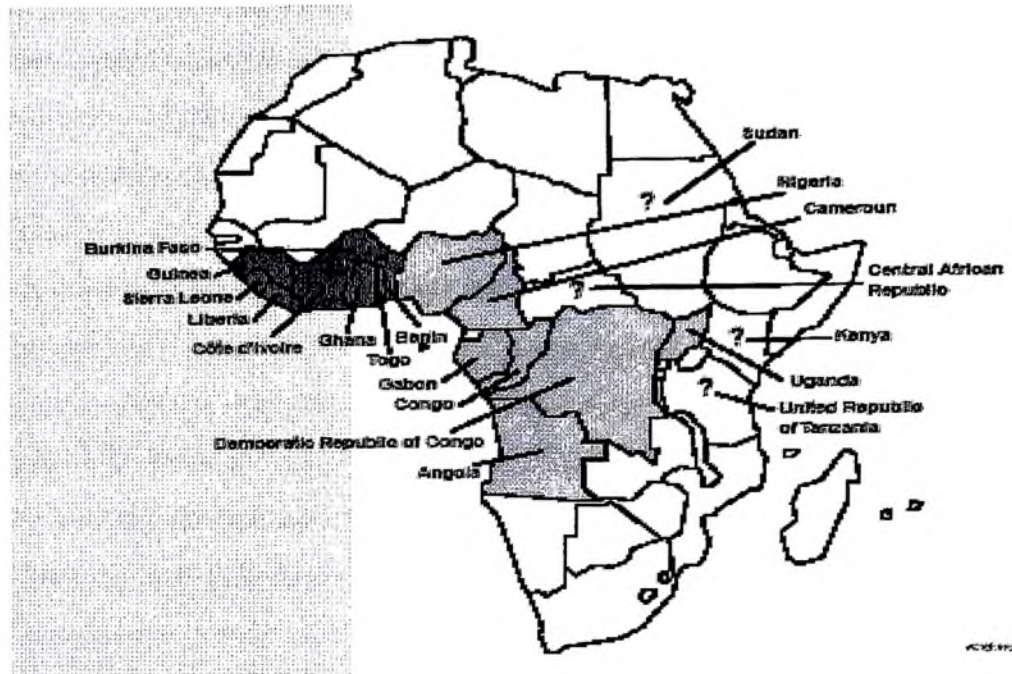 Sudan
?
Nigeria
Cameroun
Burkina Faso
Guinea
Sierra Leone
Liberia
Côte d'Ivoire
Ghana
Togo
Benin
Gabon
Congo
Democratic Republic of Congo
Angola
?
Central African
Republic
?
Kenya
Uganda
?
United Republic
of Tanzania